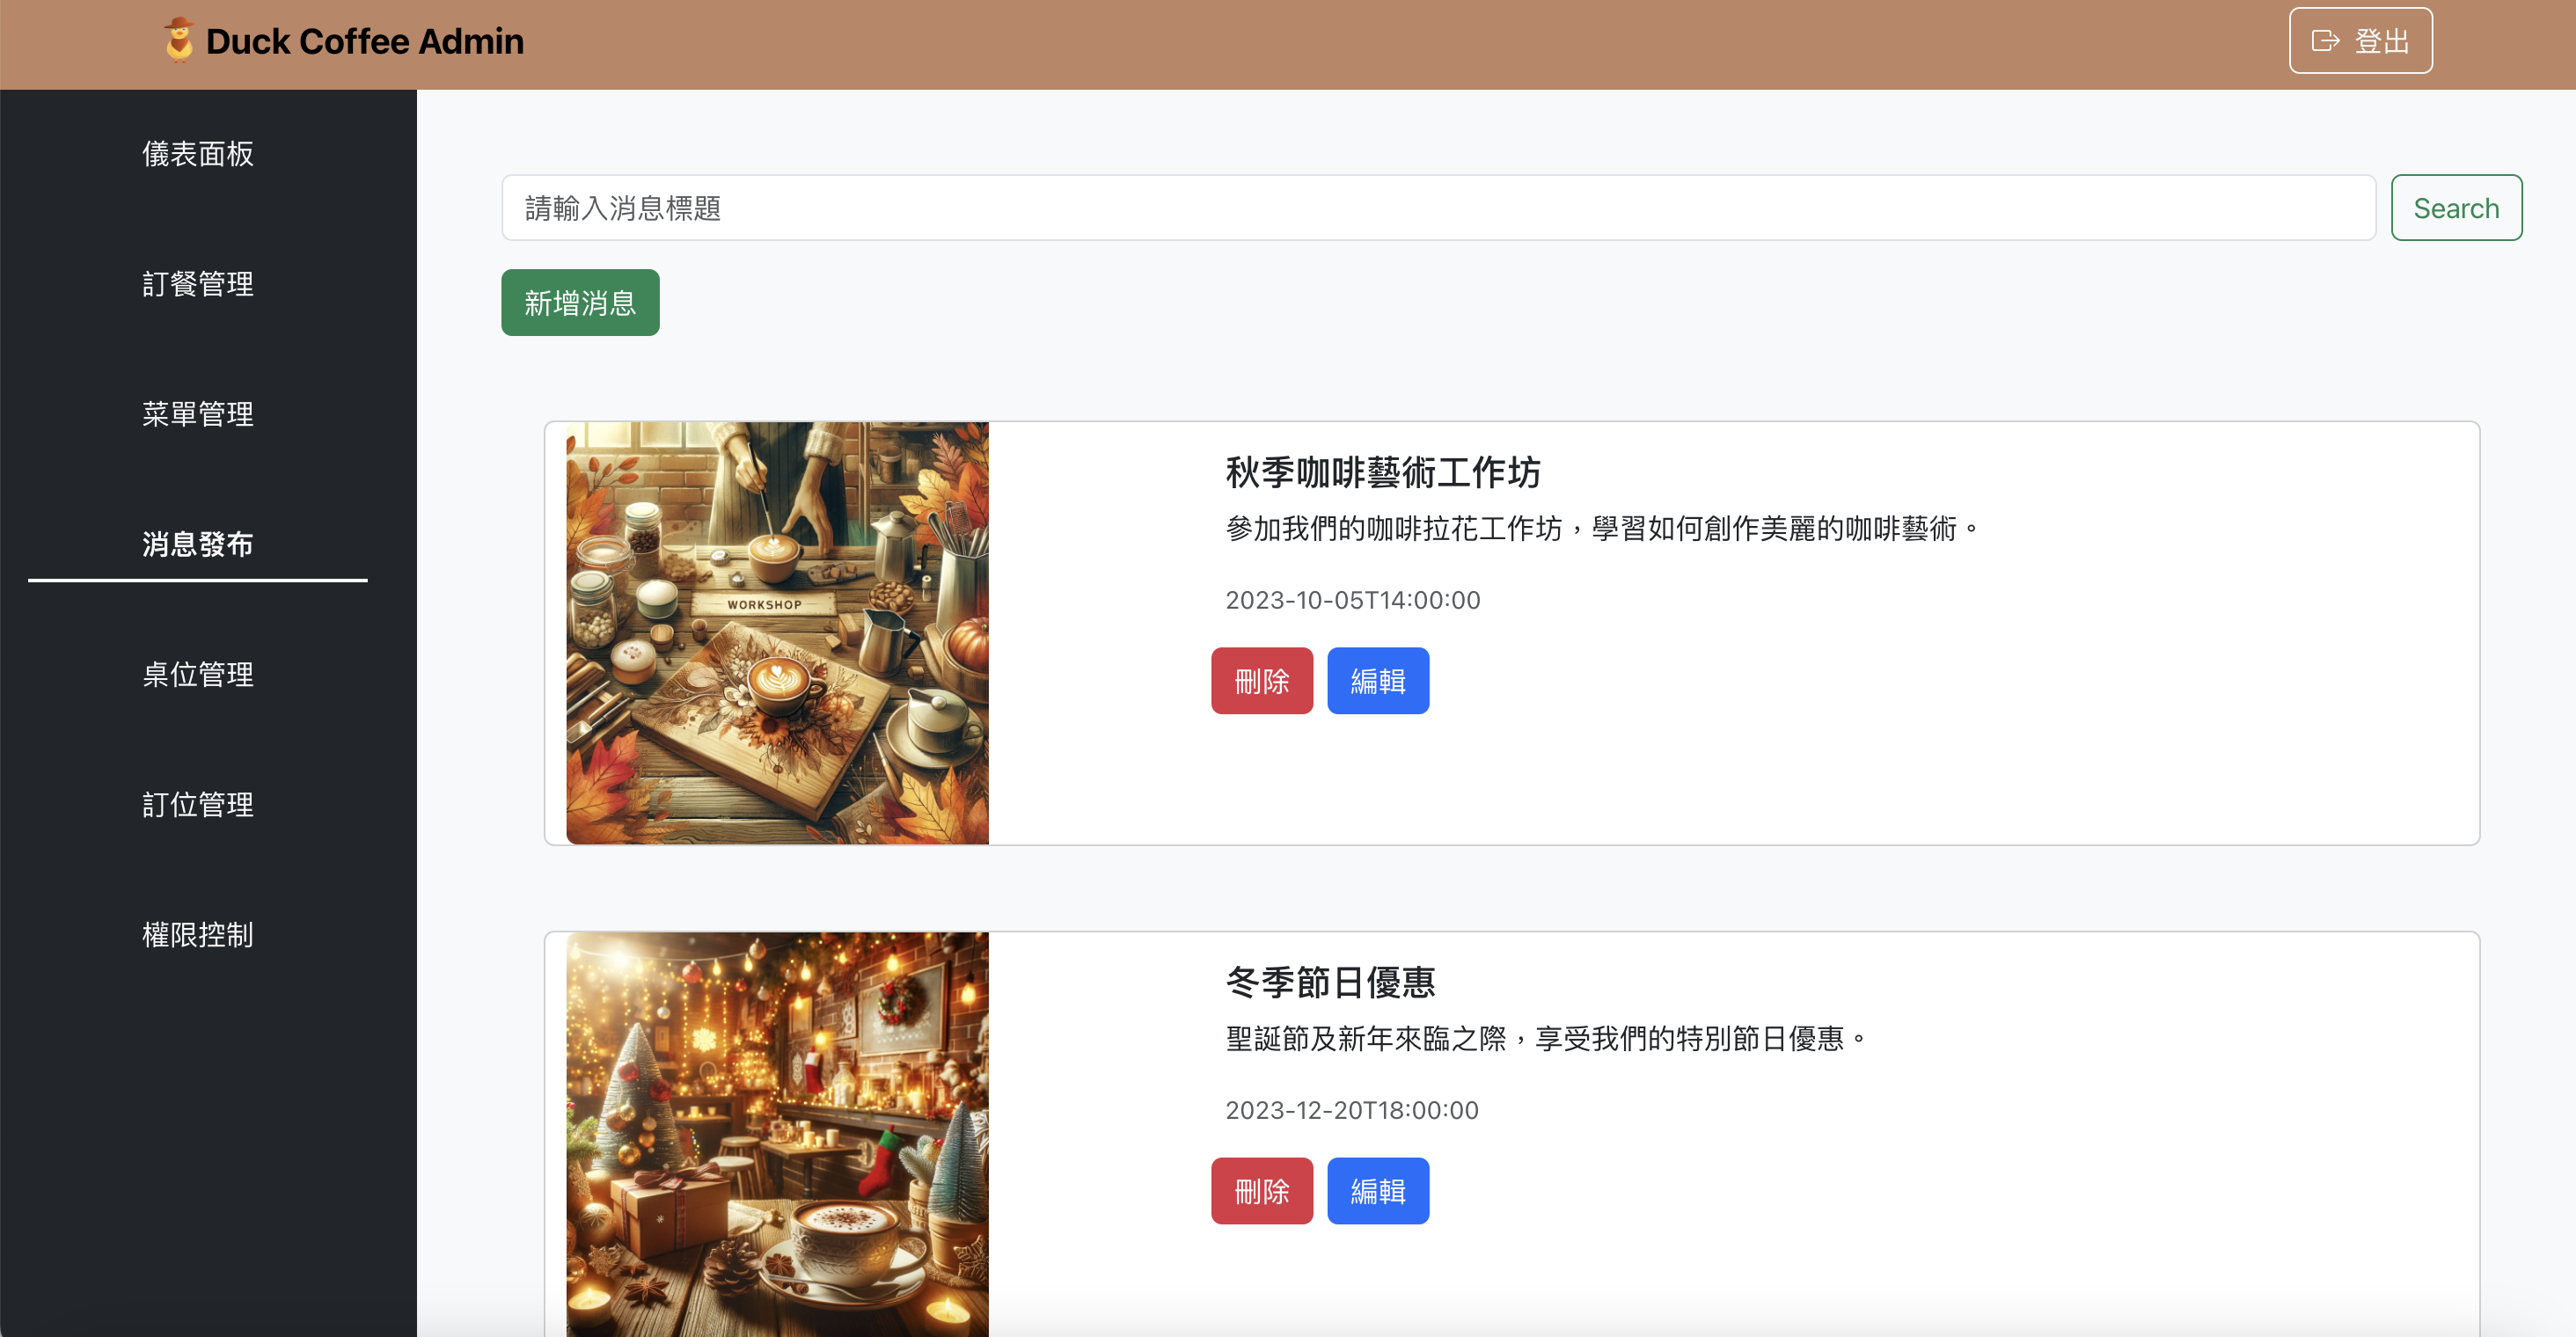 Duck Coffee Admin
登出
儀表面板
訂餐管理
菜單管理
消息發布
桌位管理
訂位管理
權限控制
請輸入消息標題
Search
新增消息
WORKSHOP
秋季咖啡藝術工作坊
參加我們的咖啡拉花工作坊，學習如何創作美麗的咖啡藝術。
2023-10-05T14:00:00
刪除
編輯
冬季節日優惠
聖誕節及新年來臨之際，享受我們的特別節日優惠。
2023-12-20T18:00:00
刪除
編輯